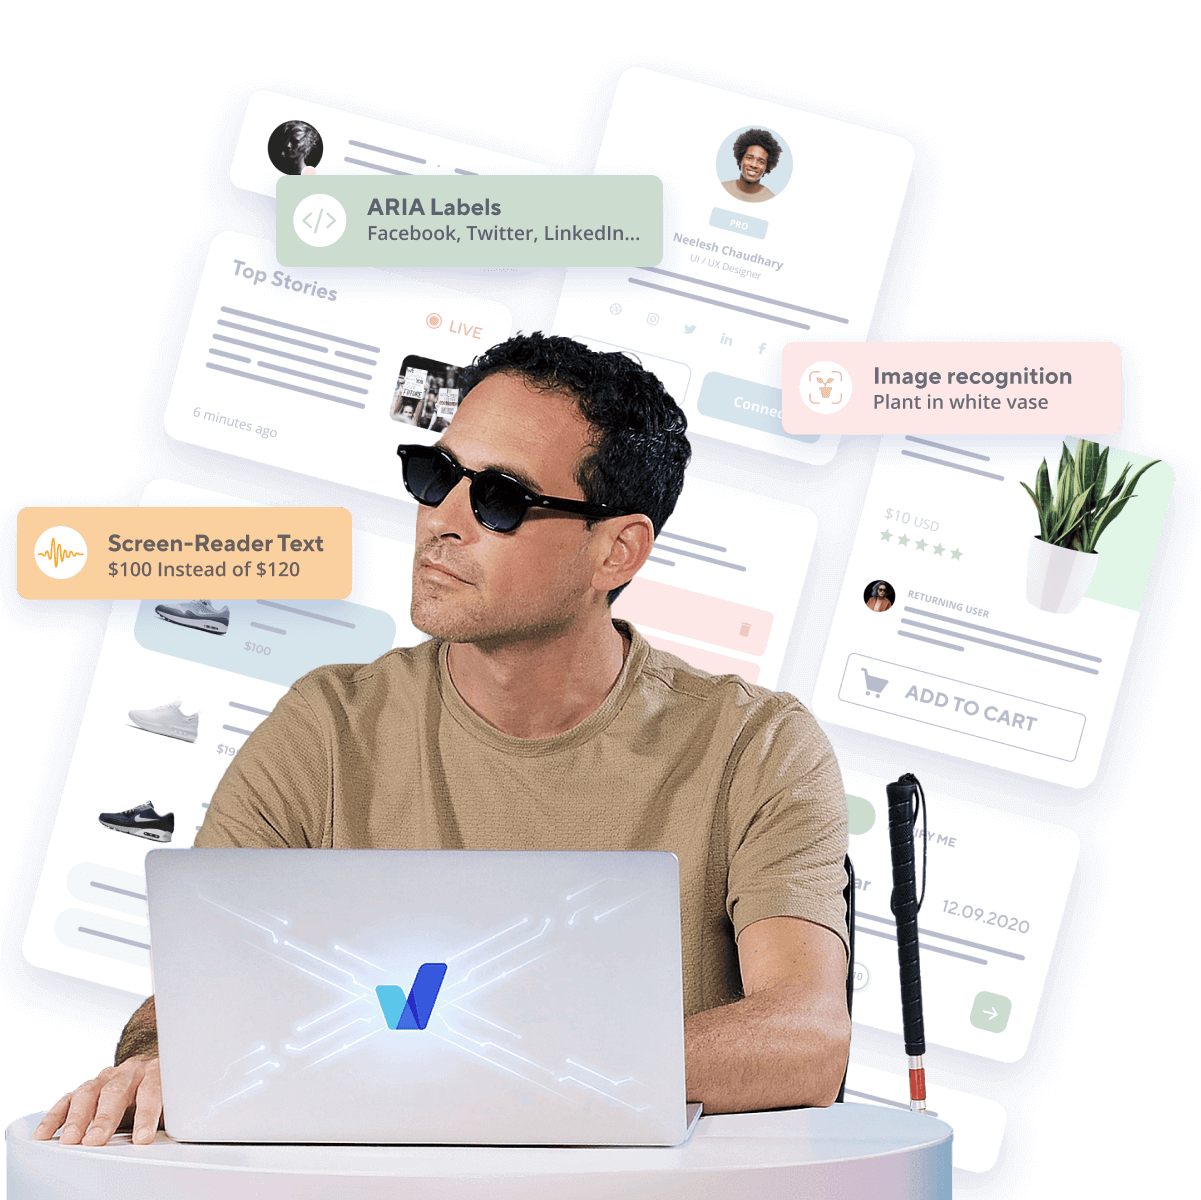 ARIA Labels
Facebook, Twitter, LinkedIn...
PRO
Neelesh Chaudhary
UI / UX Designer
Top Stories
LIVE
6 minutes ago
Image recognition
Plant in white vase
$10 USD
RETURNING USER
ADD TO CART
Screen-Reader Text
$100 Instead of $120
$100
12.09.2020